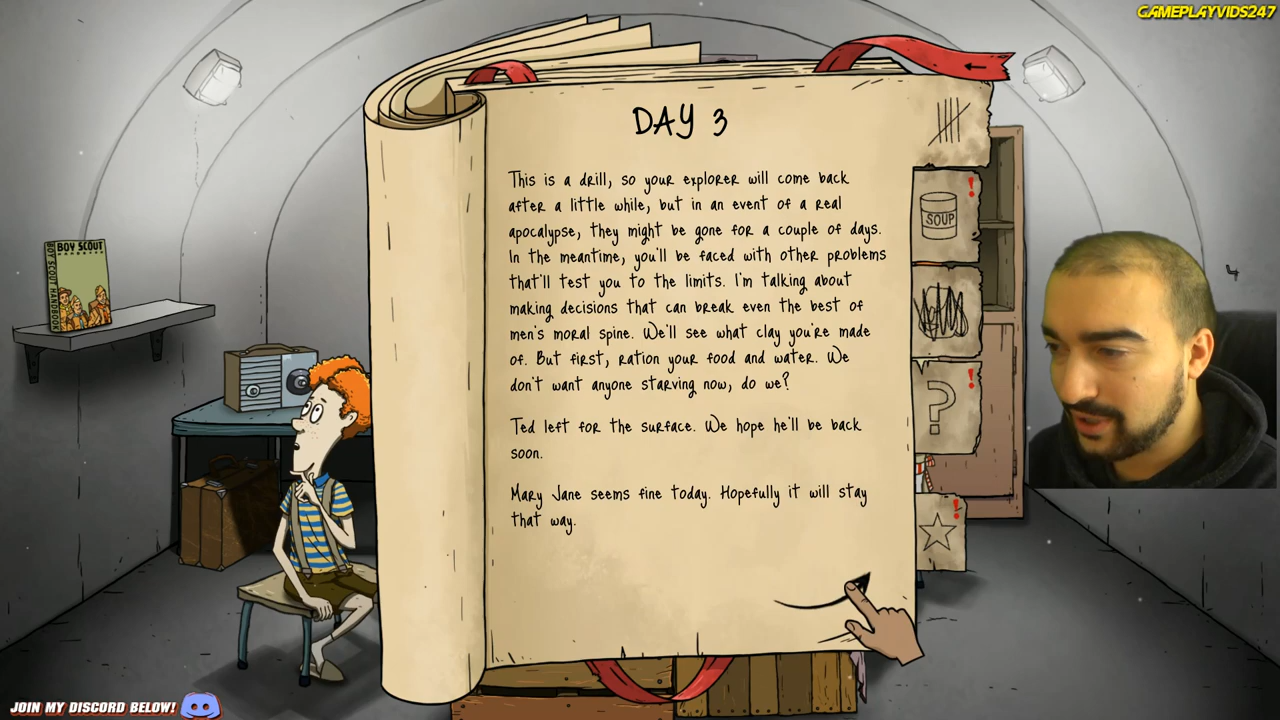 GAMEPLAYVIDS247
DAY 3
This is a drill, so your explorer will come back
after a little while, but in an event of a real
apocalypse, they might be gone for a couple of days.
In the meantime, you'll be faced with other problems
that'll test you to the limits. I'm talking about
making decisions that can break even the best of
men's moral spine. We'll see what clay you're made
of. But first, ration your food and water. We
don't want anyone starving now, do we?
Ted left for the surface. We hope he'll be back
soon.
Mary Jane seems fine today. Hopefully it will stay
that way.
!
SOUP
?
!
!
BOY SCOUT
HANDBOOK
BOY SCOUT HANDBOOK
JOIN MY DISCORD BELOW!